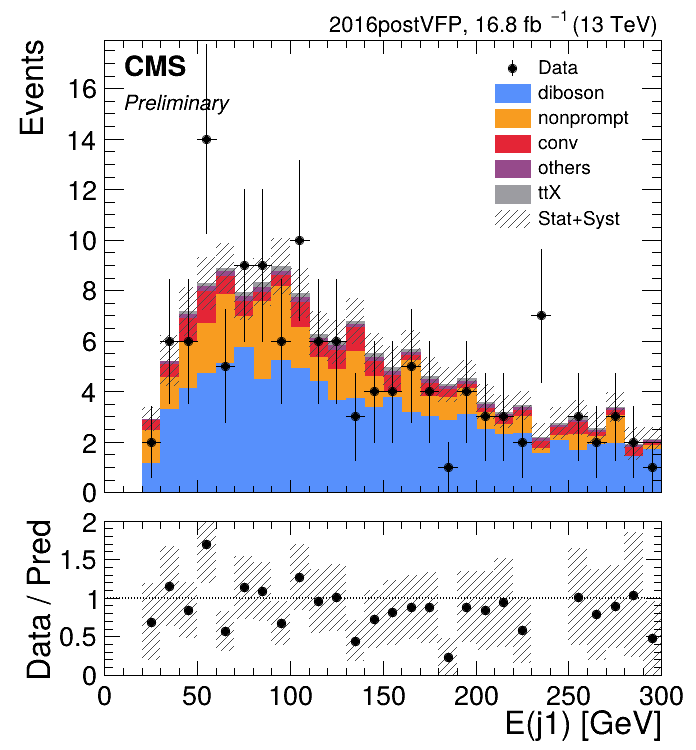 2016postVFP, 16.8 fb ⁻¹ (13 TeV)
CMS
Preliminary
Events
Data
diboson
nonprompt
conv
others
ttX
Stat+Syst
16
14
12
10
8
6
4
2
0
Data / Pred
2
1.5
1
0.5
0
0 50 100 150 200 250 300
E(j1) [GeV]